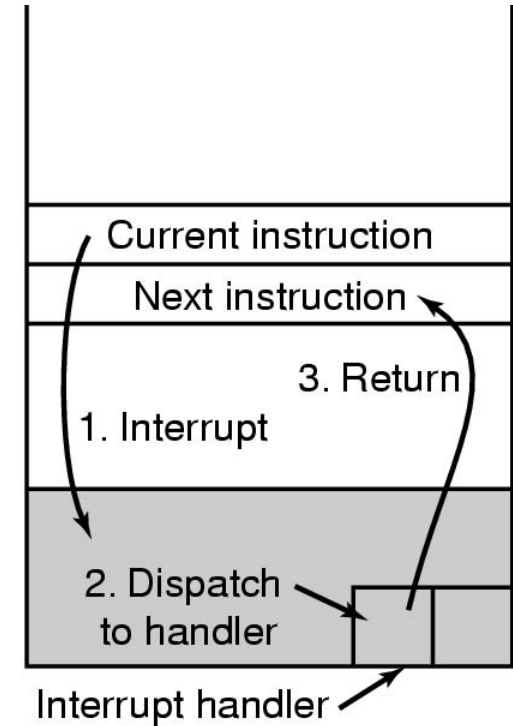 Current instruction
Next instruction
3. Return
1. Interrupt
2. Dispatch
to handler
Interrupt handler